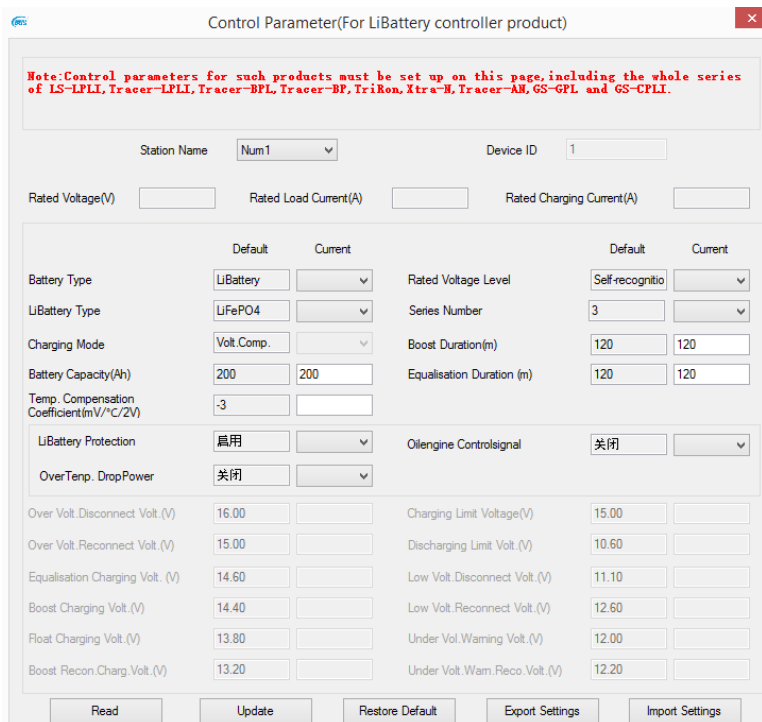 Control Parameter(For LiBattery controller product)
Note:Control parameters for such products must be set up on this page,including the whole series
of LS-LPLI,Tracer-LPLI,Tracer-BPL,Tracer-BP,TriRon,Xtra-N,Tracer-AN,GS-GPL and GS-CPLI.
Station Name Num1 Device ID 1
Rated Voltage(V) Rated Load Current(A) Rated Charging Current(A)
Default Current Default Current
Battery Type LiBattery Rated Voltage Level Self-recognitio
LiBattery Type LiFePO4 Series Number 3
Charging Mode Volt.Comp. Boost Duration(m) 120 120
Battery Capacity(Ah) 200 200 Equalisation Duration (m) 120 120
Temp. Compensation
Coefficient(mV/°C/2V) -3
LiBattery Protection 启用 Oilengine Controlsignal 关闭
OverTenp. DropPower 关闭
Over Volt.Disconnect Volt.(V) 16.00 Charging Limit Voltage(V) 15.00
Over Volt.Reconnect Volt.(V) 15.00 Discharging Limit Volt.(V) 10.60
Equalisation Charging Volt. (V) 14.60 Low Volt.Disconnect Volt.(V) 11.10
Boost Charging Volt.(V) 14.40 Low Volt.Reconnect Volt.(V) 12.60
Float Charging Volt.(V) 13.80 Under Vol.Warning Volt.(V) 12.00
Boost Recon.Charg.Volt.(V) 13.20 Under Volt.Warn.Reco.Volt.(V) 12.20
Read Update Restore Default Export Settings Import Settings